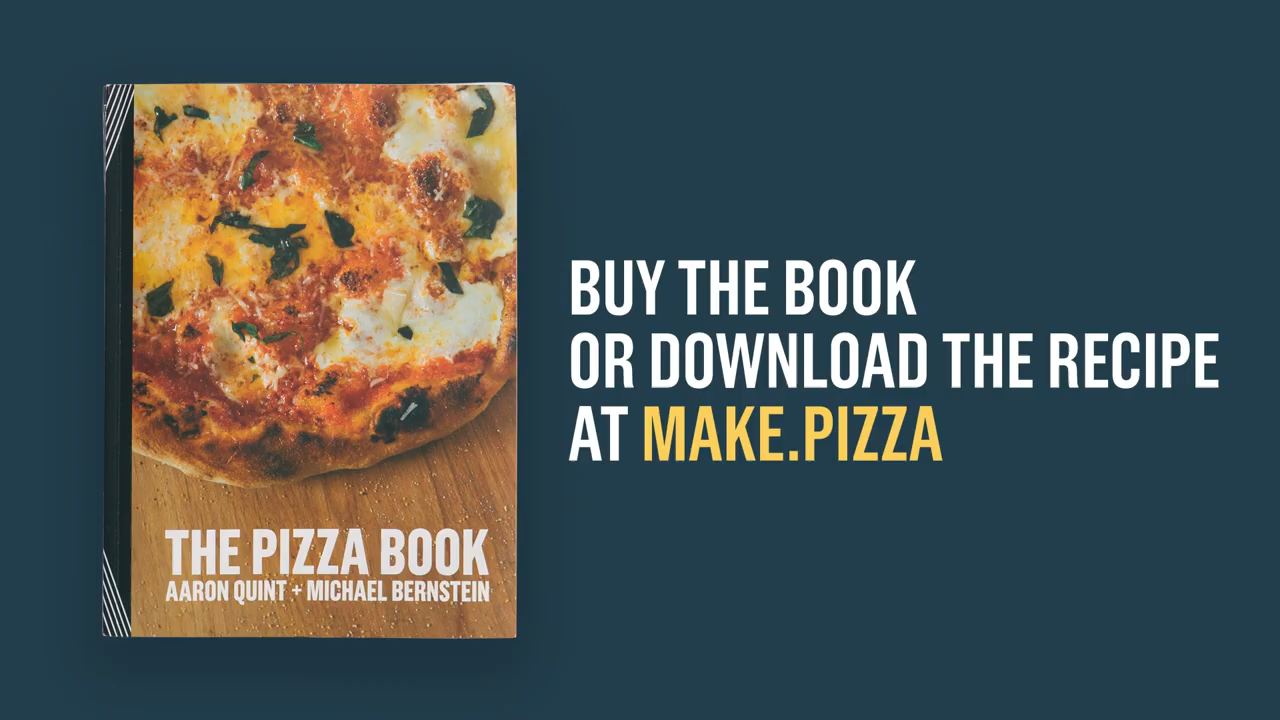 THE PIZZA BOOK
AARON QUINT + MICHAEL BERNSTEIN
BUY THE BOOK
OR DOWNLOAD THE RECIPE
AT MAKE.PIZZA